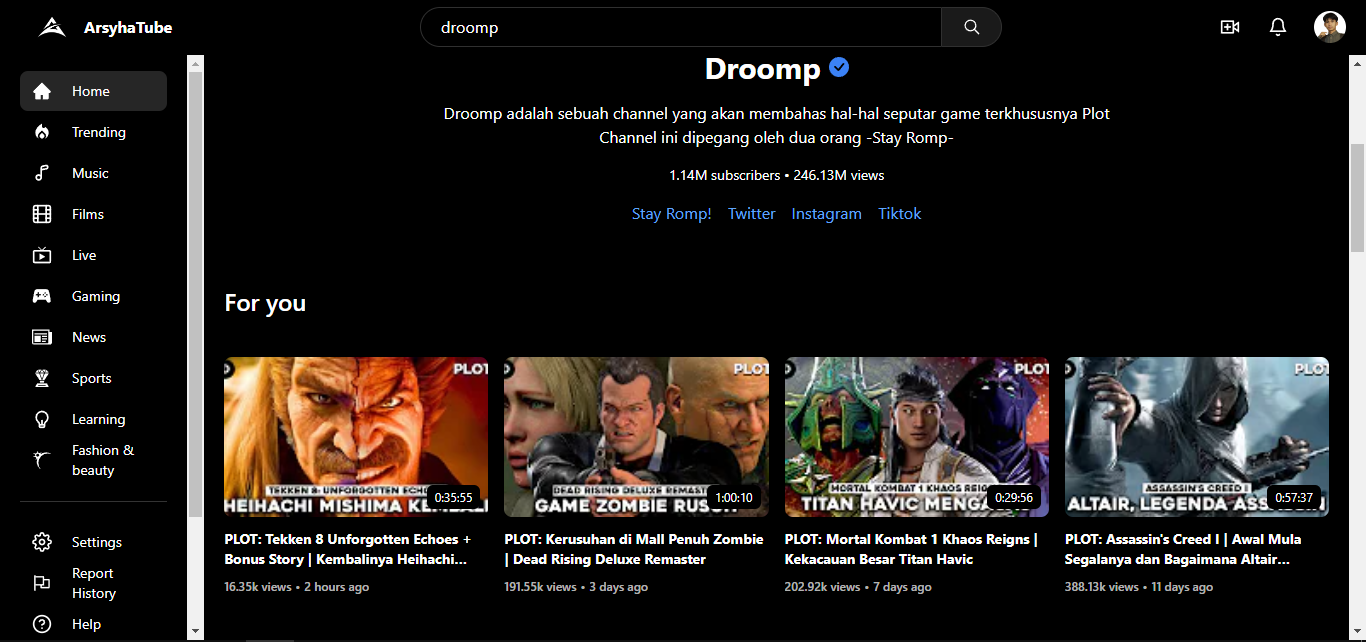 ArsyhaTube
droomp
Home
Trending
Music
Films
Live
Gaming
News
Sports
Learning
Fashion &
beauty
Settings
Report
History
Help
Droomp
Droomp adalah sebuah channel yang akan membahas hal-hal seputar game terkhususnya Plot
Channel ini dipegang oleh dua orang -Stay Romp-
1.14M subscribers • 246.13M views
Stay Romp! Twitter Instagram Tiktok
For you
PLOT
TEKKEN 8: UNFORGOTTEN
0:35:55
HEIHACHI MISHIMA
PLOT: Tekken 8 Unforgotten Echoes +
Bonus Story | Kembalinya Heihachi...
16.35k views • 2 hours ago
PLOT
DEAD RISING DELUXE
1:00:10
GAME ZOMBIE
PLOT: Kerusuhan di Mall Penuh Zombie
| Dead Rising Deluxe Remaster
191.55k views • 3 days ago
PLOT
MORTAL KOMBAT 1 KHAOS
0:29:56
TITAN HAVIC
PLOT: Mortal Kombat 1 Khaos Reigns |
Kekacauan Besar Titan Havic
202.92k views • 7 days ago
PLOT
ASSASSIN'S CREED I
0:57:37
ALTAIR, LEGENDA
PLOT: Assassin's Creed I | Awal Mula
Segalanya dan Bagaimana Altair...
388.13k views • 11 days ago